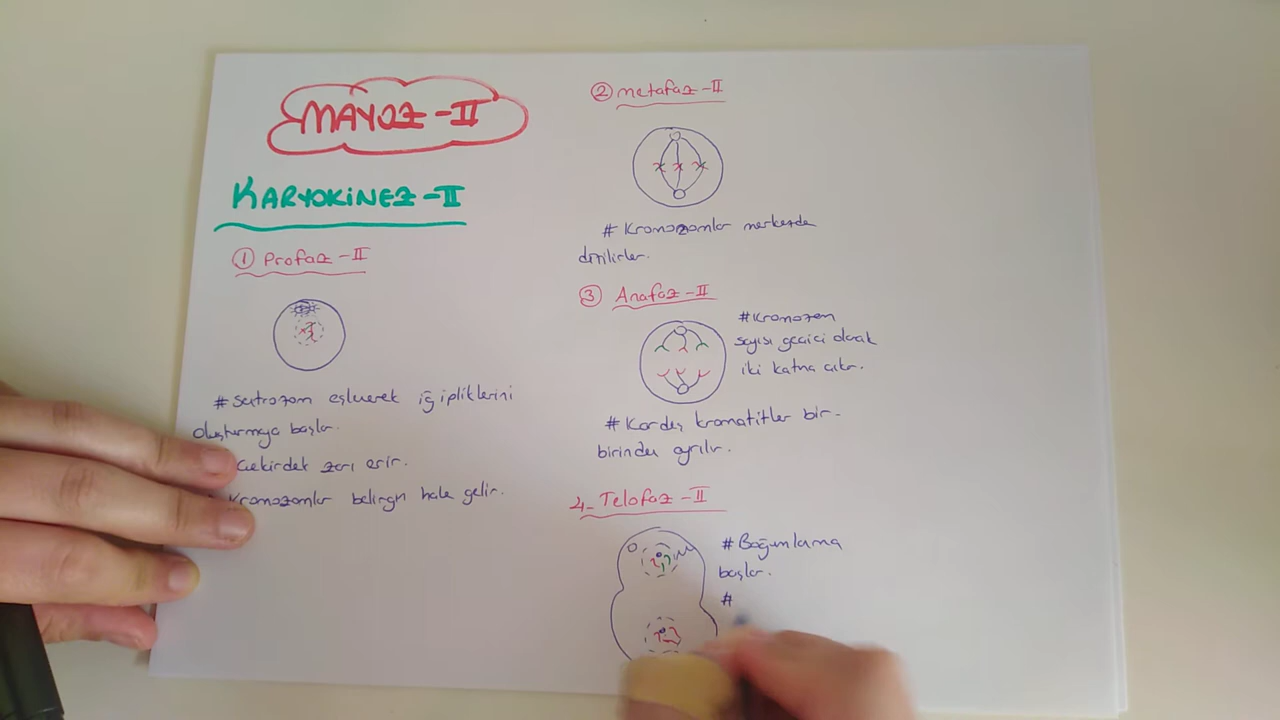 MAYOZ-II
KARYOKİNEZ-II
① Profaz-II
# Sentrozom eşlenerek iğ ipliklerini
oluşturmaya başlar.
Çekirdek zarı erir.
Kromozomlar belirgin hale gelir.
② Metafaz-II
# Kromozomlar merkezde
dizilirler.
③ Anafaz-II
# Kromozom
sayısı geçici olarak
iki katına çıkar.
# Kardeş kromatitler bir-
birinden ayrılır.
4- Telofaz-II
# Boğumlanma
başlar.
#